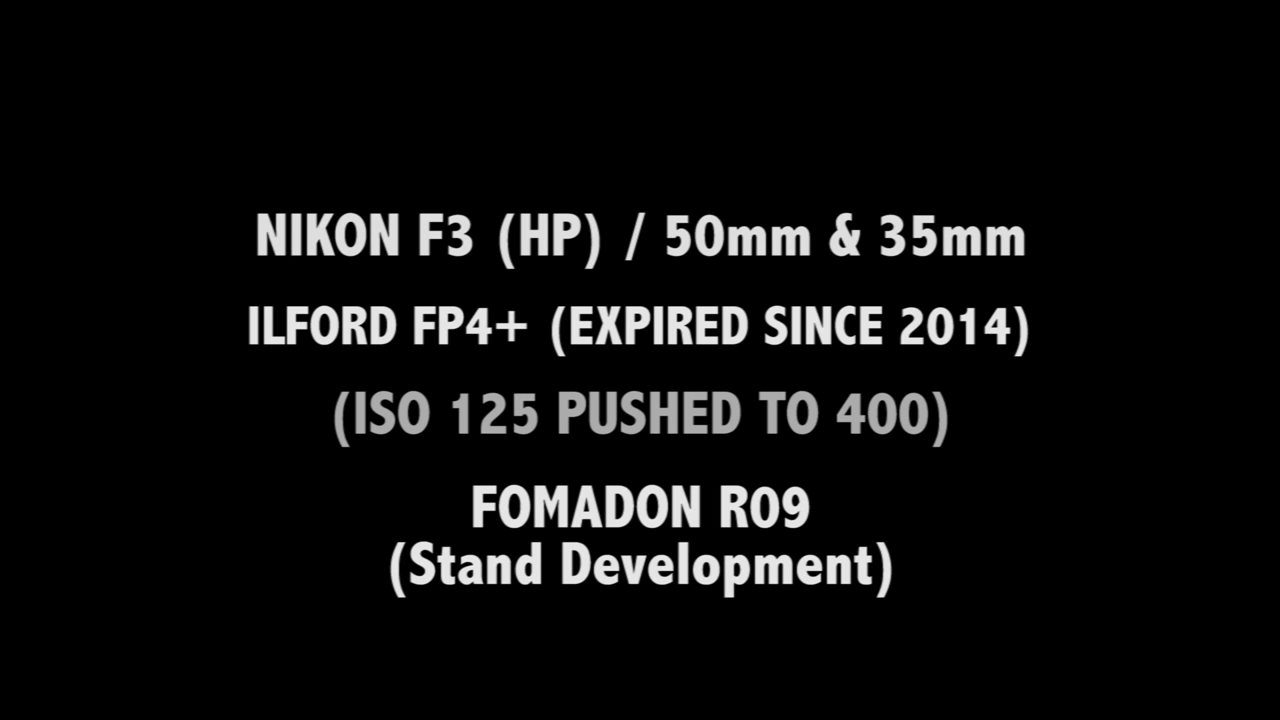 NIKON F3 (HP) / 50mm & 35mm
ILFORD FP4+ (EXPIRED SINCE 2014)
(ISO 125 PUSHED TO 400)
FOMADON R09
(Stand Development)